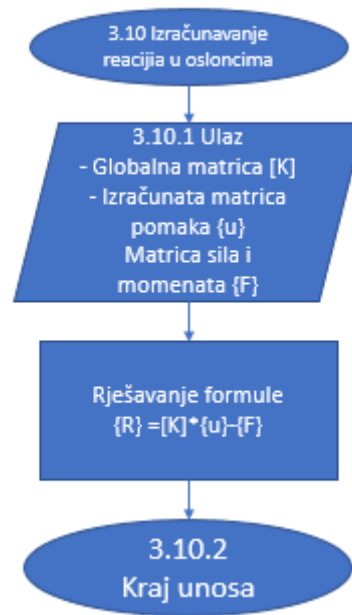 3.10 Izračunavanje
reacijia u osloncima
3.10.1 Ulaz
- Globalna matrica [K]
- Izračunata matrica
pomaka {u}
Matrica sila i
momenata {F}
Rješavanje formule
{R} =[K]*{u}-{F}
3.10.2
Kraj unosa